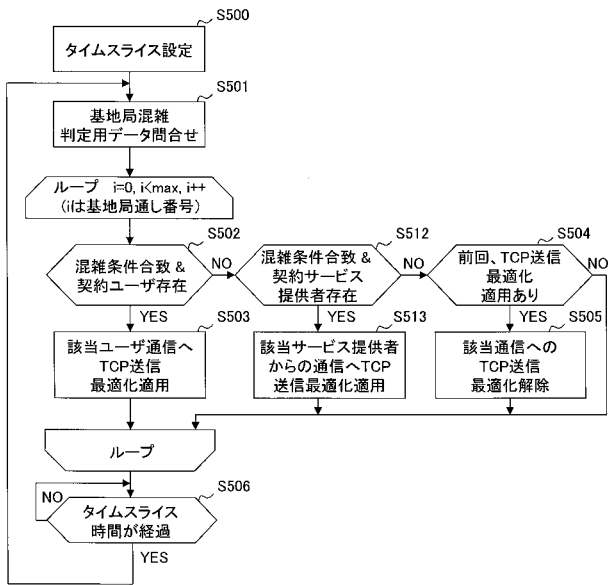 S500
タイムスライス設定
S501
基地局混雑
判定用データ問合せ
ループ i=0, i<max, i++
(iは基地局通し番号)
S502
混雑条件合致 &
契約ユーザ存在
NO
YES
S512
混雑条件合致 &
契約サービス
提供者存在
NO
YES
S504
前回、TCP送信
最適化
適用あり
NO
YES
S503
該当ユーザ通信へ
TCP送信
最適化適用
S513
該当サービス提供者
からの通信へTCP
送信最適化適用
S505
該当通信への
TCP送信
最適化解除
ループ
S506
NO
タイムスライス
時間が経過
YES